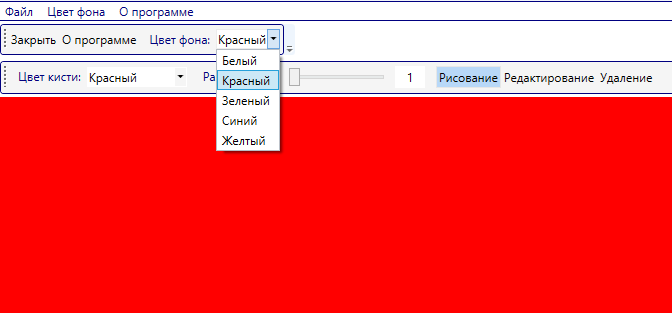 Файл Цвет фона О программе
Закрыть О программе Цвет фона: Красный
Белый
Цвет кисти: Красный Ра Красный 1 Рисование Редактирование Удаление
Зеленый
Синий
Желтый